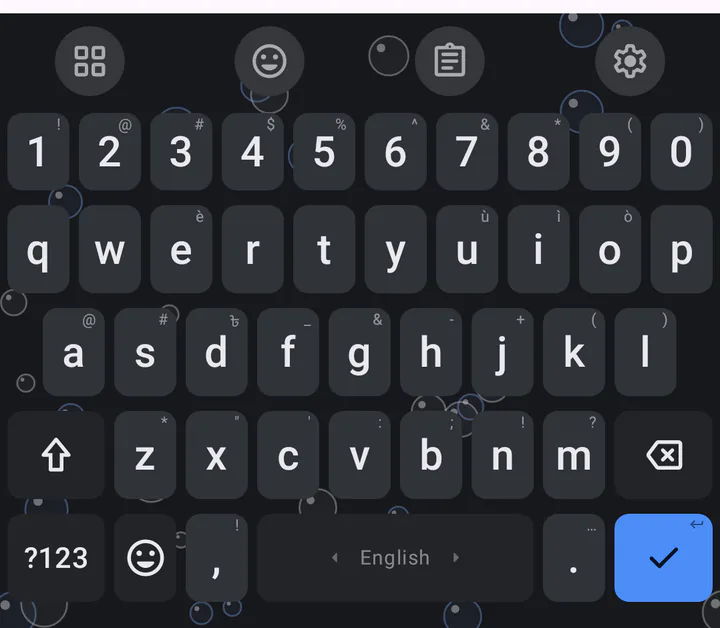 ! @ # $ % ^ & * ( )
1 2 3 4 5 6 7 8 9 0
è ù ì ò
q w e r t y u i o p
@ # ъ _ & - + ( )
a s d f g h j k l
* " ' : ; ! ?
z x c v b n m
! …
?123 , English .